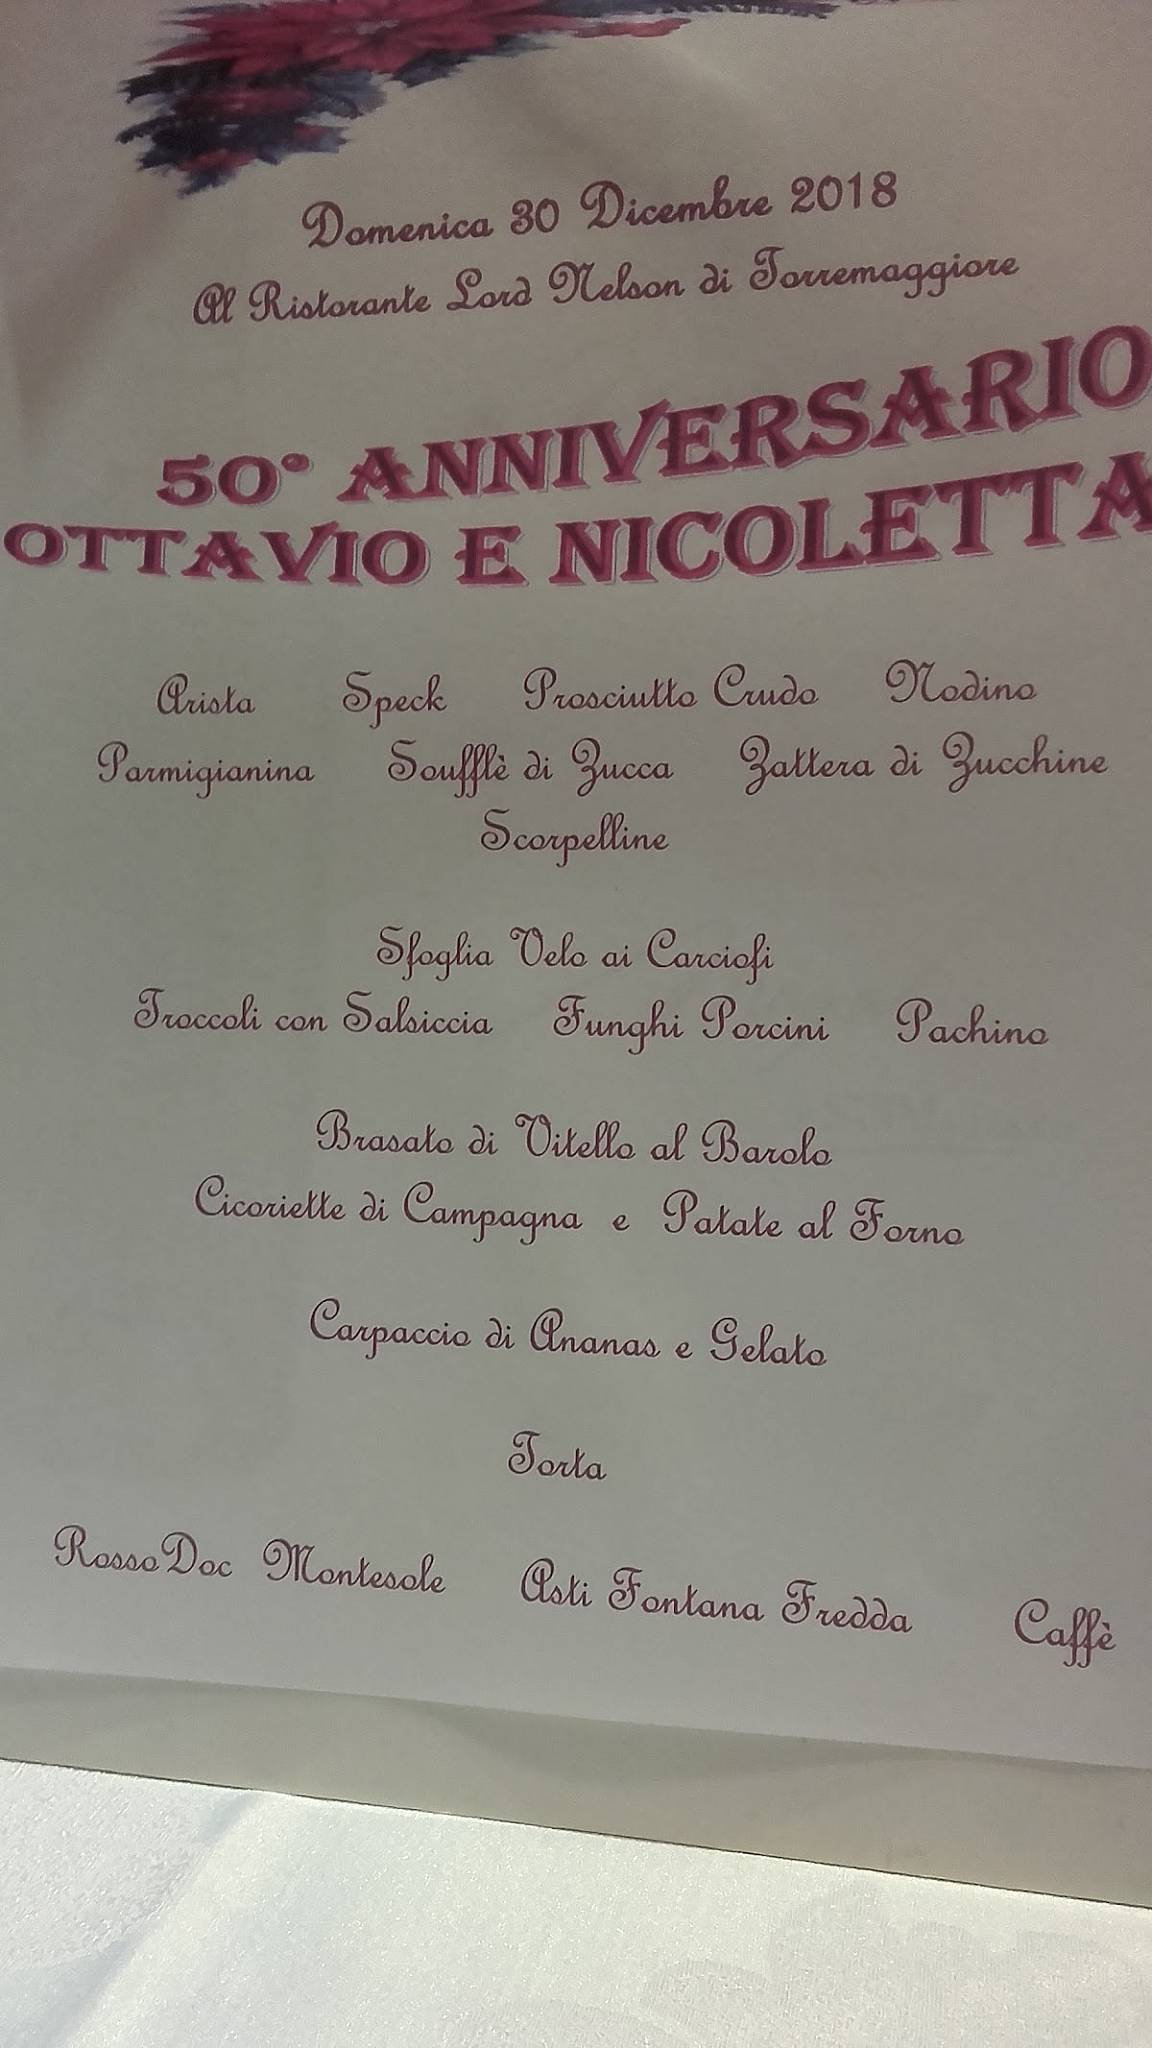 Domenica 30 Dicembre 2018
Al Ristorante Lord Nelson di Torremaggiore
50° ANNIVERSARIO
OTTAVIO E NICOLETTA
Arista Speck Prosciutto Crudo Nodino
Parmigianina Soufflè di Zucca Zattera di Zucchine
Scorpelline
Sfoglia Velo ai Carciofi
Troccoli con Salsiccia Funghi Porcini Pachino
Brasato di Vitello al Barolo
Cicoriette di Campagna e Patate al Forno
Carpaccio di Ananas e Gelato
Torta
RossoDoc Montesole Asti Fontana Fredda Caffè